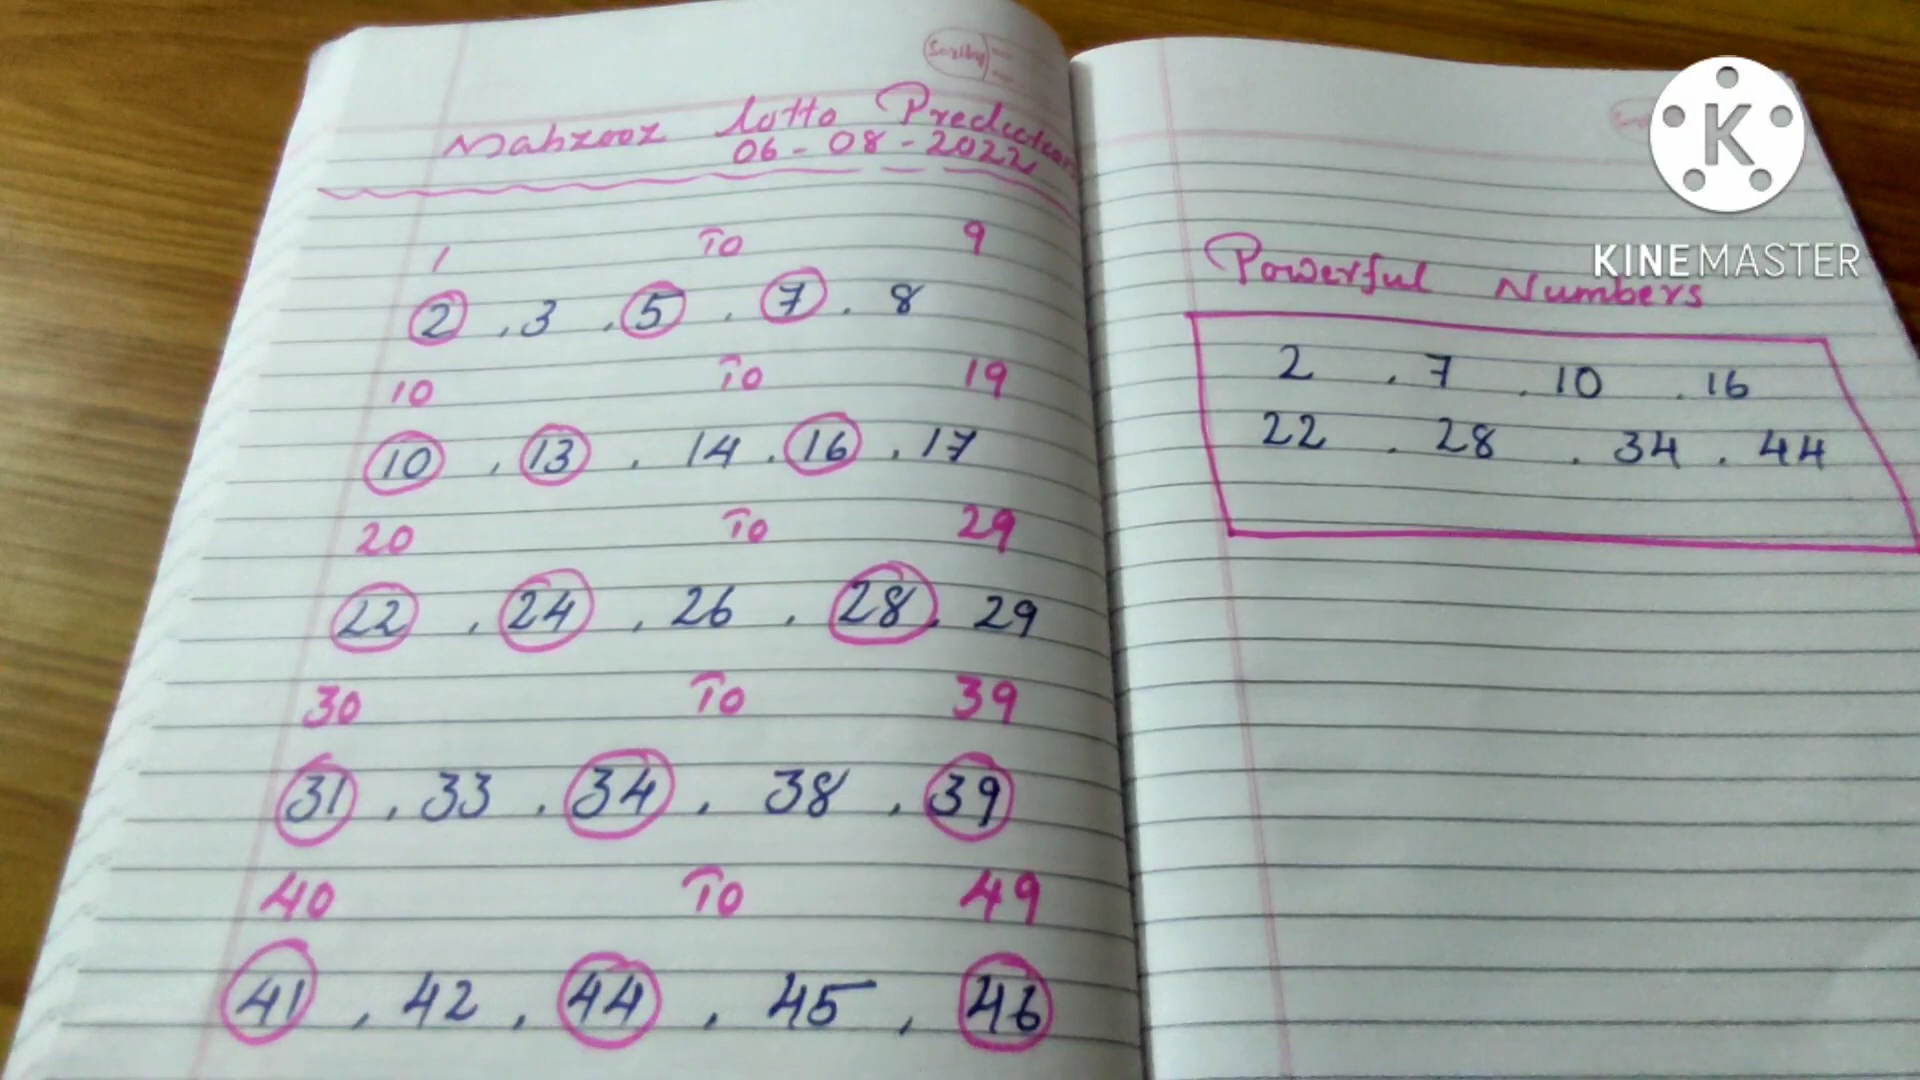 Mahzooz Lotto Predictions
06-08-2022
1 To 9
2 . 3 . 5 . 7 . 8
10 To 19
10 . 13 . 14 . 16 . 17
20 To 29
22 . 24 . 26 . 28 . 29
30 To 39
31 . 33 . 34 . 38 . 39
40 To 49
41 . 42 . 44 . 45 . 46
K
KINEMASTER
Powerful Numbers
2 . 7 . 10 . 16
22 . 28 . 34 . 44